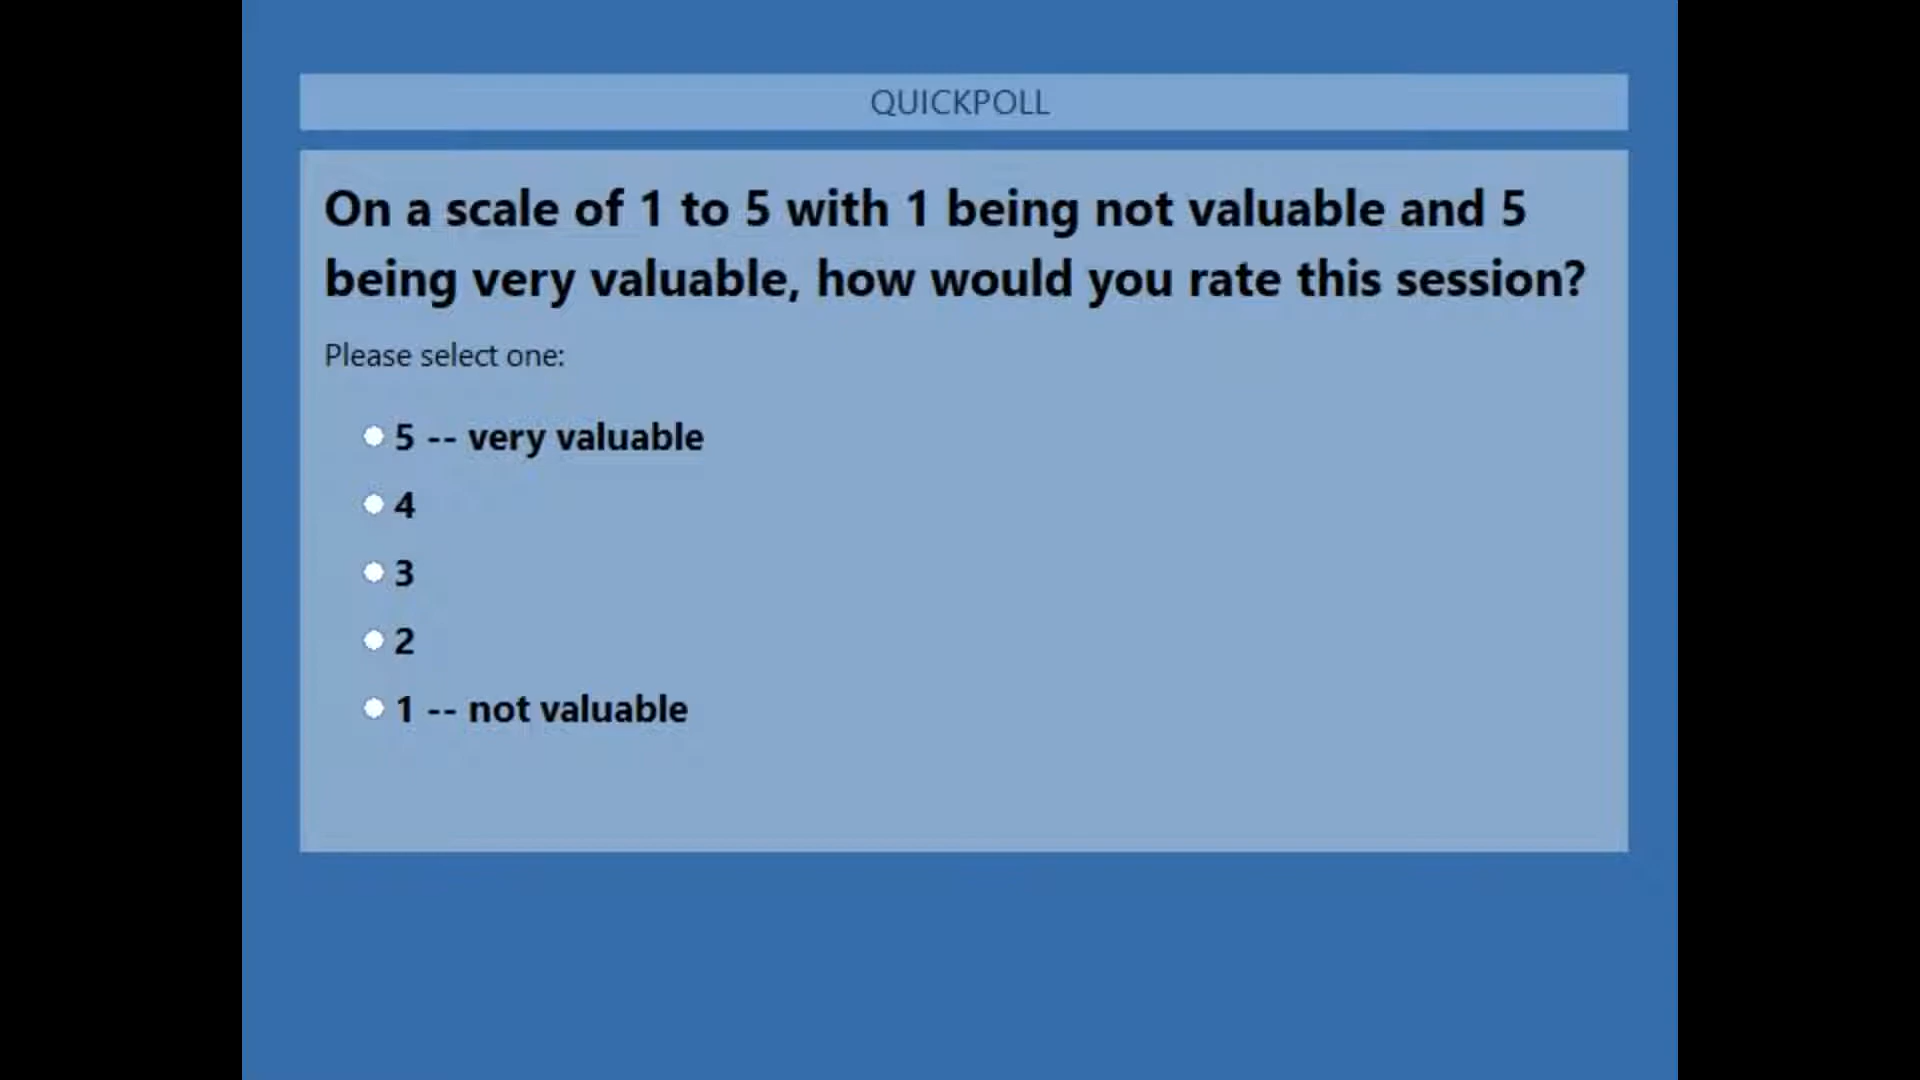 QUICKPOLL
On a scale of 1 to 5 with 1 being not valuable and 5
being very valuable, how would you rate this session?
Please select one:
5 -- very valuable
4
3
2
1 -- not valuable